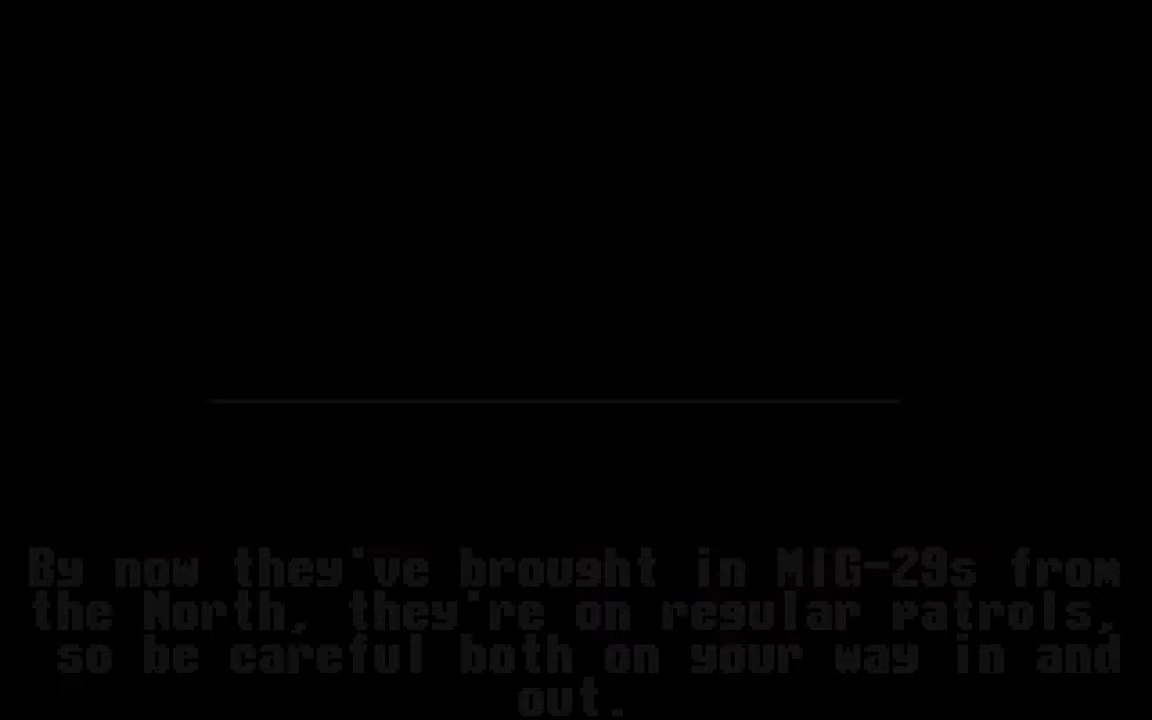 By now they've brought in MIG-29s from
the North, they're on regular patrols,
so be careful both on your way in and
out.